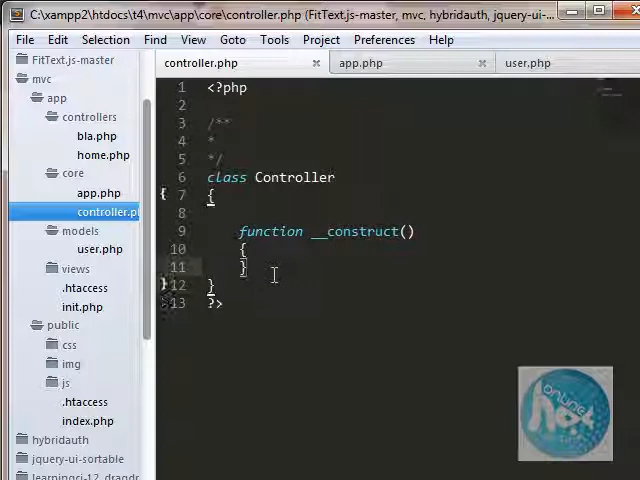 C:\xampp2\htdocs\t4\mvc\app\core\controller.php (FitText.js-master, mvc, hybridauth, jquery-ui-...
File Edit Selection Find View Goto Tools Project Preferences Help
FitText.js-master
mvc
app
controllers
bla.php
home.php
core
app.php
controller.p
models
user.php
views
.htaccess
init.php
public
css
img
js
.htaccess
index.php
hybridauth
jquery-ui-sortable
controller.php app.php user.php
1 <?php
2
3 /**
4 *
5 */
6 class Controller
7 {
8
9 function __construct()
10 {
11 }
12 }
13 ?>
ONLINE